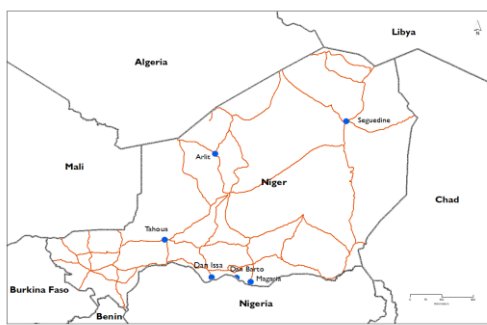 Libya
Algeria
Seguedine
Arlit
Mali
Niger
Chad
Tahoua
Dan Issa
Dan Barto
Magaria
Burkina Faso
Nigeria
Benin